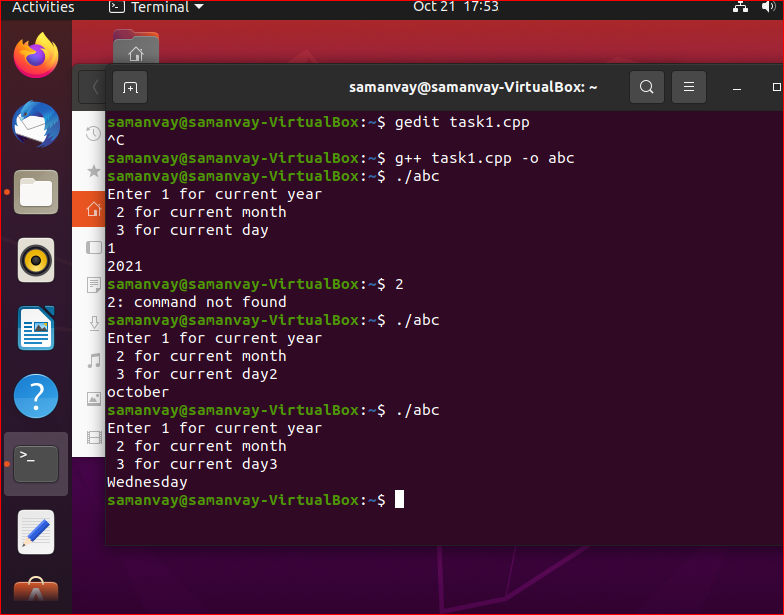 Activities Terminal Oct 21 17:53
samanvay@samanvay-VirtualBox: ~
samanvay@samanvay-VirtualBox:~$ gedit task1.cpp
^C
samanvay@samanvay-VirtualBox:~$ g++ task1.cpp -o abc
samanvay@samanvay-VirtualBox:~$ ./abc
Enter 1 for current year
 2 for current month
 3 for current day
1
2021
samanvay@samanvay-VirtualBox:~$ 2
2: command not found
samanvay@samanvay-VirtualBox:~$ ./abc
Enter 1 for current year
 2 for current month
 3 for current day2
october
samanvay@samanvay-VirtualBox:~$ ./abc
Enter 1 for current year
 2 for current month
 3 for current day3
Wednesday
samanvay@samanvay-VirtualBox:~$